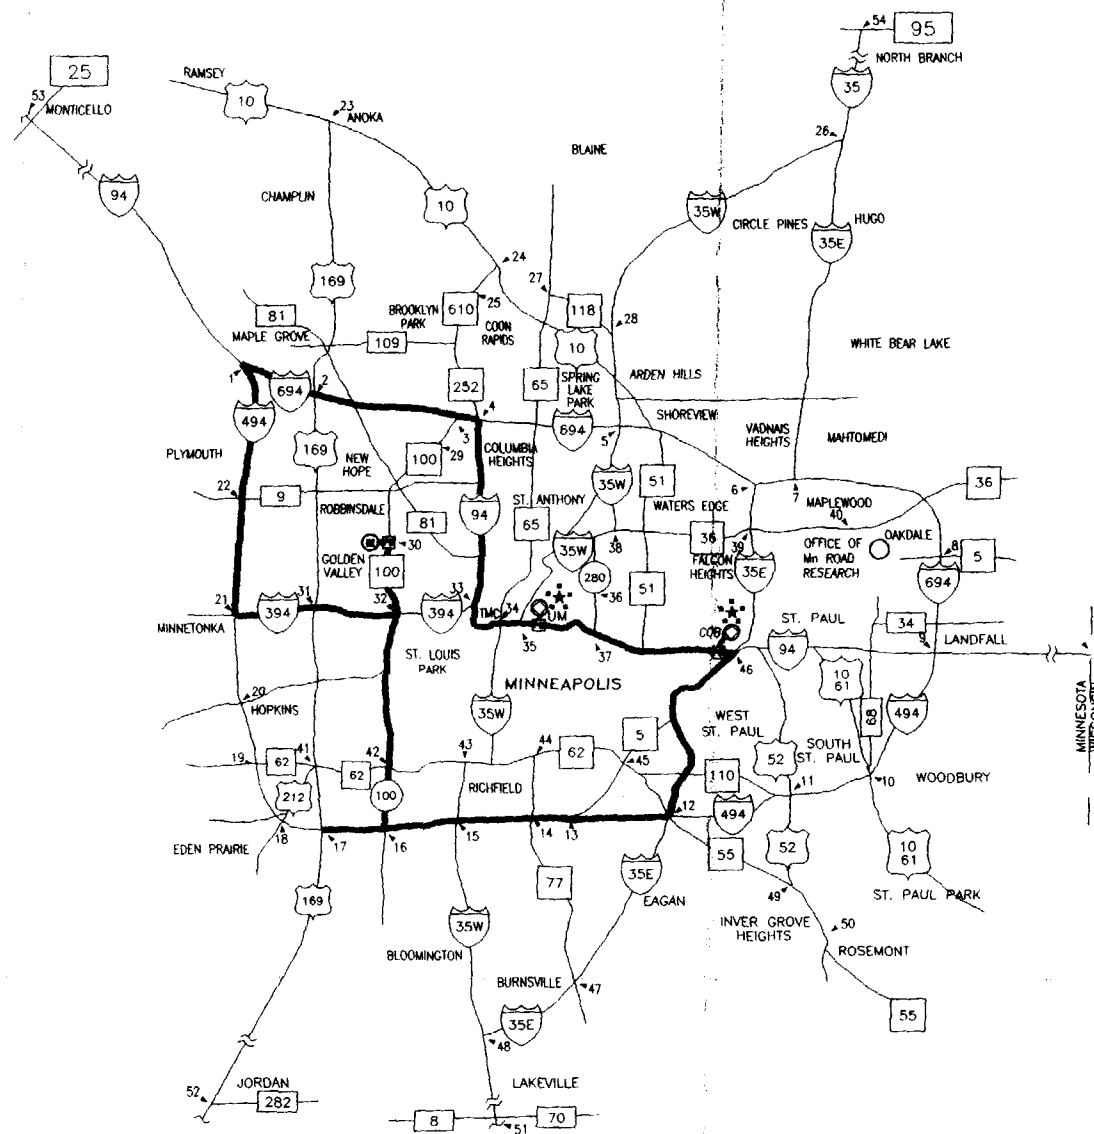 54
95
NORTH BRANCH
25
53
MONTICELLO
RAMSEY
10
23
ANOKA
35
26
BLAINE
94
CHAMPLIN
10
35W
CIRCLE PINES
HUGO
35E
24
169
27
81
BROOKLYN
PARK
610
25
COON
RAPIDS
118
28
MAPLE GROVE
109
10
WHITE BEAR LAKE
1
694
2
252
65
SPRING
LAKE
PARK
ARDEN HILLS
494
4
694
SHOREVIEW
3
5
VADNAIS
HEIGHTS
MAHTOMEDI
PLYMOUTH
169
NEW
HOPE
100
29
COLUMBIA
HEIGHTS
35W
51
6
7
36
22
9
ROBBINSDALE
ST. ANTHONY
WATERS EDGE
MAPLEWOOD
40
81
94
65
30
GOLDEN
VALLEY
100
35W
38
36
39
FALCON
HEIGHTS
35E
OFFICE OF
Mn ROAD
RESEARCH
OAKDALE
8
5
280
36
51
694
21
394
31
32
394
33
TMC
34
UM
MINNETONKA
35
37
COB
46
ST. PAUL
94
34
9
LANDFALL
ST. LOUIS
PARK
MINNEAPOLIS
10
61
20
HOPKINS
35W
5
WEST
ST. PAUL
52
SOUTH
ST. PAUL
68
494
MINNESOTA
19
62
41
62
42
43
44
62
45
110
11
10
WOODBURY
212
100
RICHFIELD
12
494
18
EDEN PRAIRIE
17
16
15
14
13
52
10
61
55
77
35E
EAGAN
49
ST. PAUL PARK
169
35W
INVER GROVE
HEIGHTS
50
ROSEMONT
BLOOMINGTON
BURNSVILLE
47
55
35E
48
52
JORDAN
282
LAKEVILLE
8
70
51